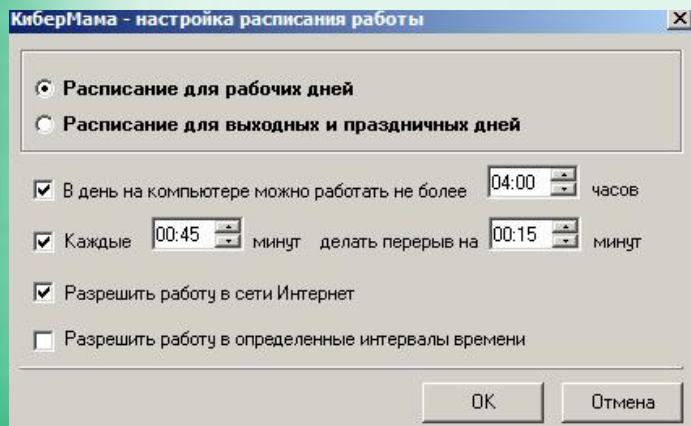 КиберМама - настройка расписания работы
Расписание для рабочих дней
Расписание для выходных и праздничных дней
В день на компьютере можно работать не более 04:00 часов
Каждые 00:45 минут делать перерыв на 00:15 минут
Разрешить работу в сети Интернет
Разрешить работу в определенные интервалы времени
OK Отмена